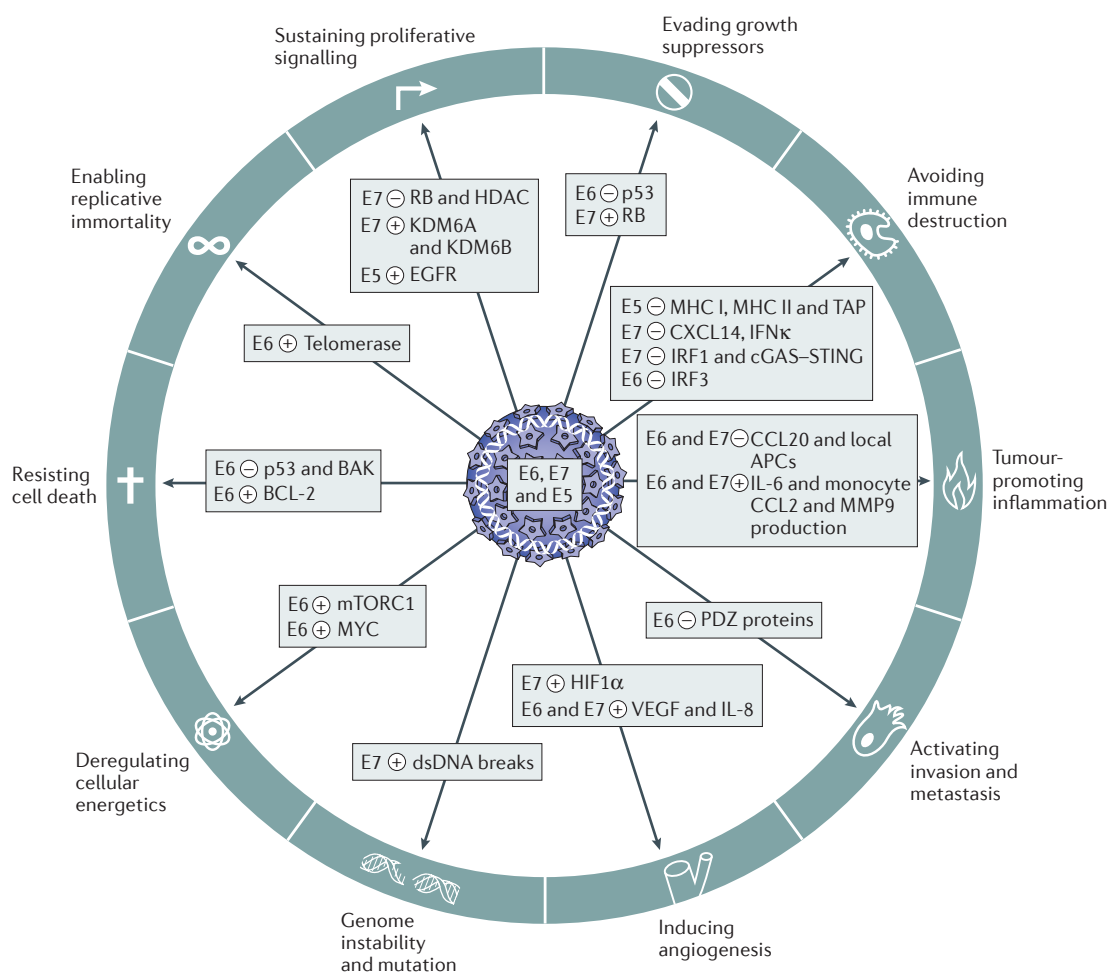 Sustaining proliferative
signalling
Evading growth
suppressors
Enabling
replicative
immortality
Avoiding
immune
destruction
E7 ⊖ RB and HDAC
E7 ⊕ KDM6A
and KDM6B
E5 ⊕ EGFR
E6 ⊖ p53
E7 ⊕ RB
E5 ⊖ MHC I, MHC II and TAP
E7 ⊖ CXCL14, IFNκ
E7 ⊖ IRF1 and cGAS–STING
E6 ⊖ IRF3
E6 ⊕ Telomerase
E6 and E7 ⊖ CCL20 and local
APCs
E6 and E7 ⊕ IL-6 and monocyte
CCL2 and MMP9
production
Resisting
cell death
E6 ⊖ p53 and BAK
E6 ⊕ BCL-2
E6, E7
and E5
Tumour-
promoting
inflammation
E6 ⊕ mTORC1
E6 ⊕ MYC
E6 ⊖ PDZ proteins
E7 ⊕ HIF1α
E6 and E7 ⊕ VEGF and IL-8
E7 ⊕ dsDNA breaks
Deregulating
cellular
energetics
Activating
invasion and
metastasis
Genome
instability
and mutation
Inducing
angiogenesis